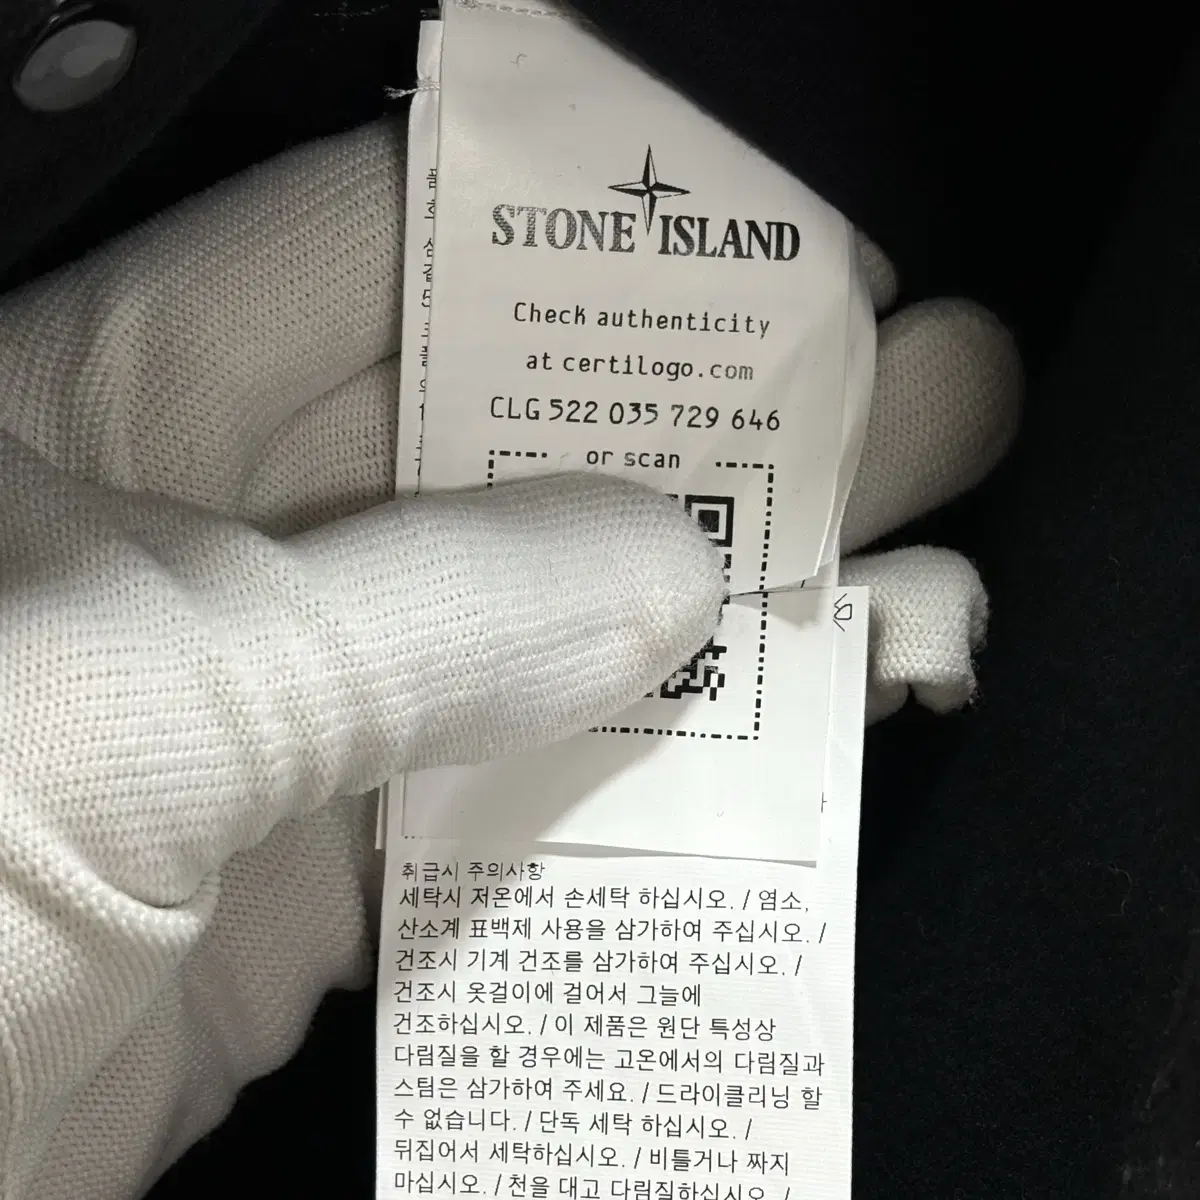 STONE ISLAND
Check authenticity
at certilogo.com
CLG 522 035 729 646
or scan
취급시 주의사항
세탁시 저온에서 손세탁 하십시오. / 염소,
산소계 표백제 사용을 삼가하여 주십시오. /
건조시 기계 건조를 삼가하여 주십시오. /
건조시 옷걸이에 걸어서 그늘에
건조하십시오. / 이 제품은 원단 특성상
다림질을 할 경우에는 고온에서의 다림질과
스팀은 삼가하여 주세요. / 드라이클리닝 할
수 없습니다. / 단독 세탁 하십시오. /
뒤집어서 세탁하십시오. / 비틀거나 짜지
마십시오. / 천을 대고 다림질하십시오. /